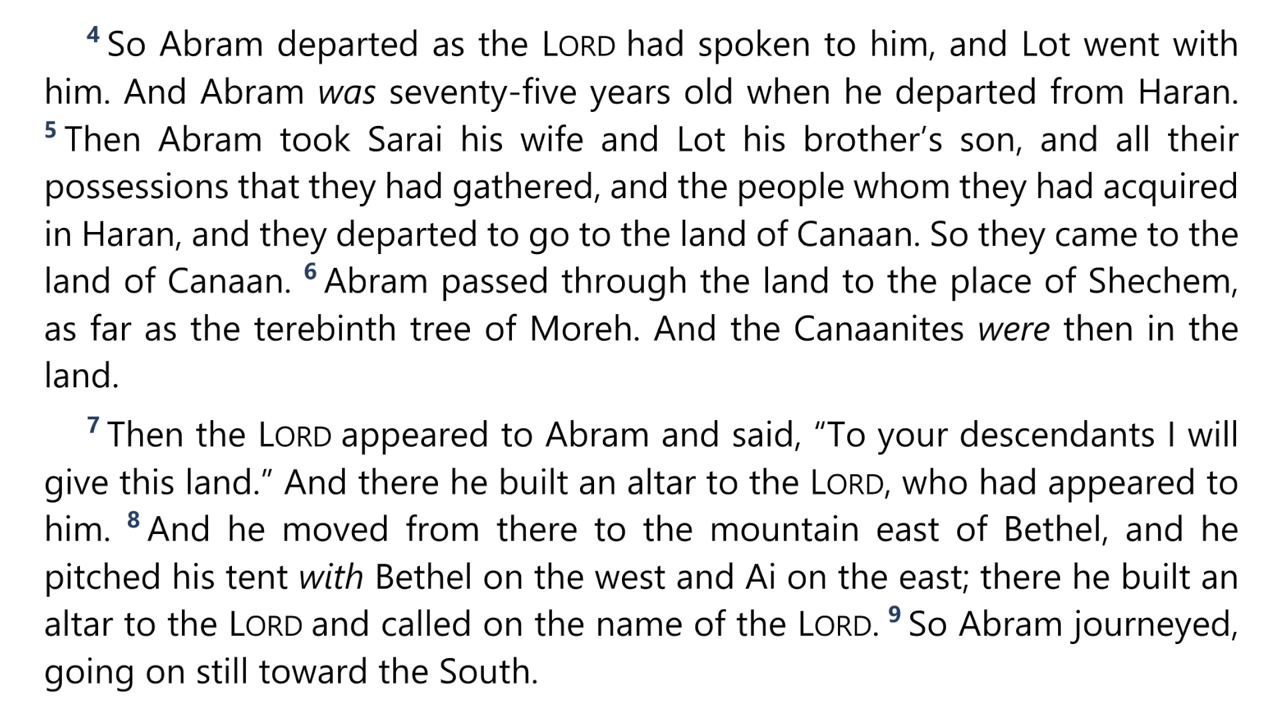 4 So Abram departed as the LORD had spoken to him, and Lot went with
him. And Abram was seventy-five years old when he departed from Haran.
5 Then Abram took Sarai his wife and Lot his brother’s son, and all their
possessions that they had gathered, and the people whom they had acquired
in Haran, and they departed to go to the land of Canaan. So they came to the
land of Canaan. 6 Abram passed through the land to the place of Shechem,
as far as the terebinth tree of Moreh. And the Canaanites were then in the
land.
7 Then the LORD appeared to Abram and said, “To your descendants I will
give this land.” And there he built an altar to the LORD, who had appeared to
him. 8 And he moved from there to the mountain east of Bethel, and he
pitched his tent with Bethel on the west and Ai on the east; there he built an
altar to the LORD and called on the name of the LORD. 9 So Abram journeyed,
going on still toward the South.